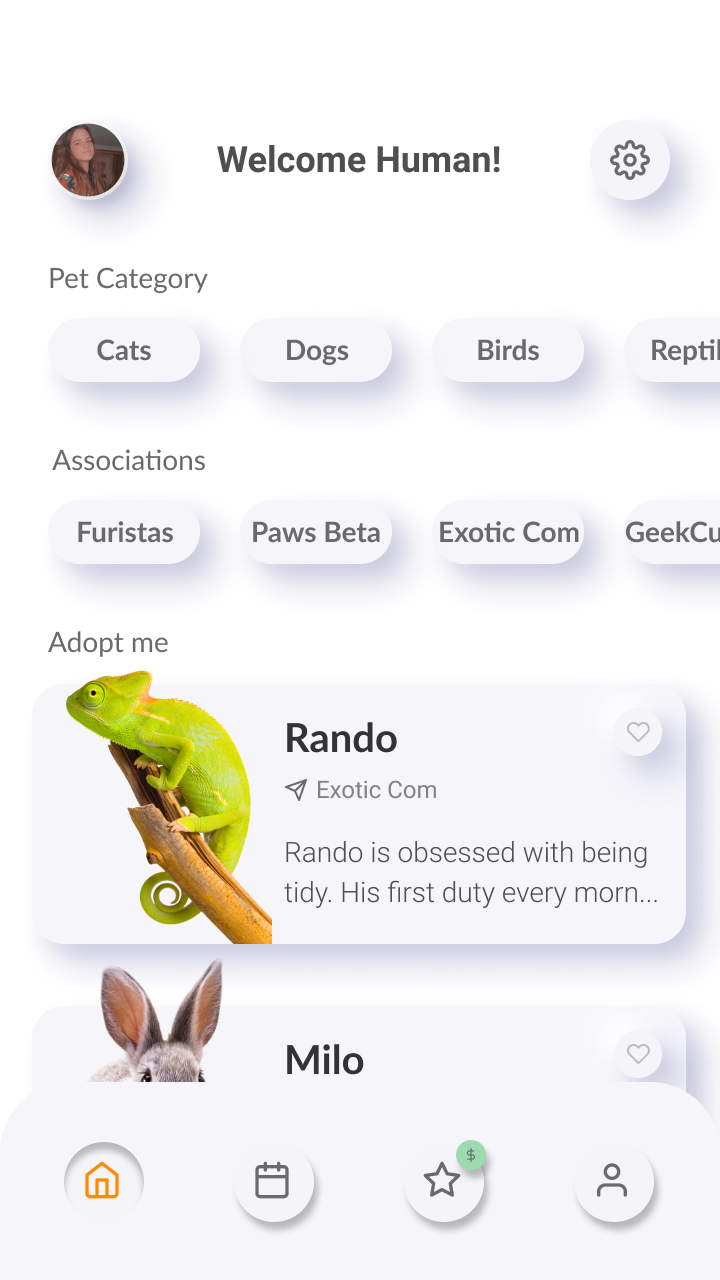 Welcome Human!
Pet Category
Cats
Dogs
Birds
Repti
Associations
Furistas
Paws Beta
Exotic Com
GeekCu
Adopt me
Rando
Exotic Com
Rando is obsessed with being
tidy. His first duty every morn...
Milo
$